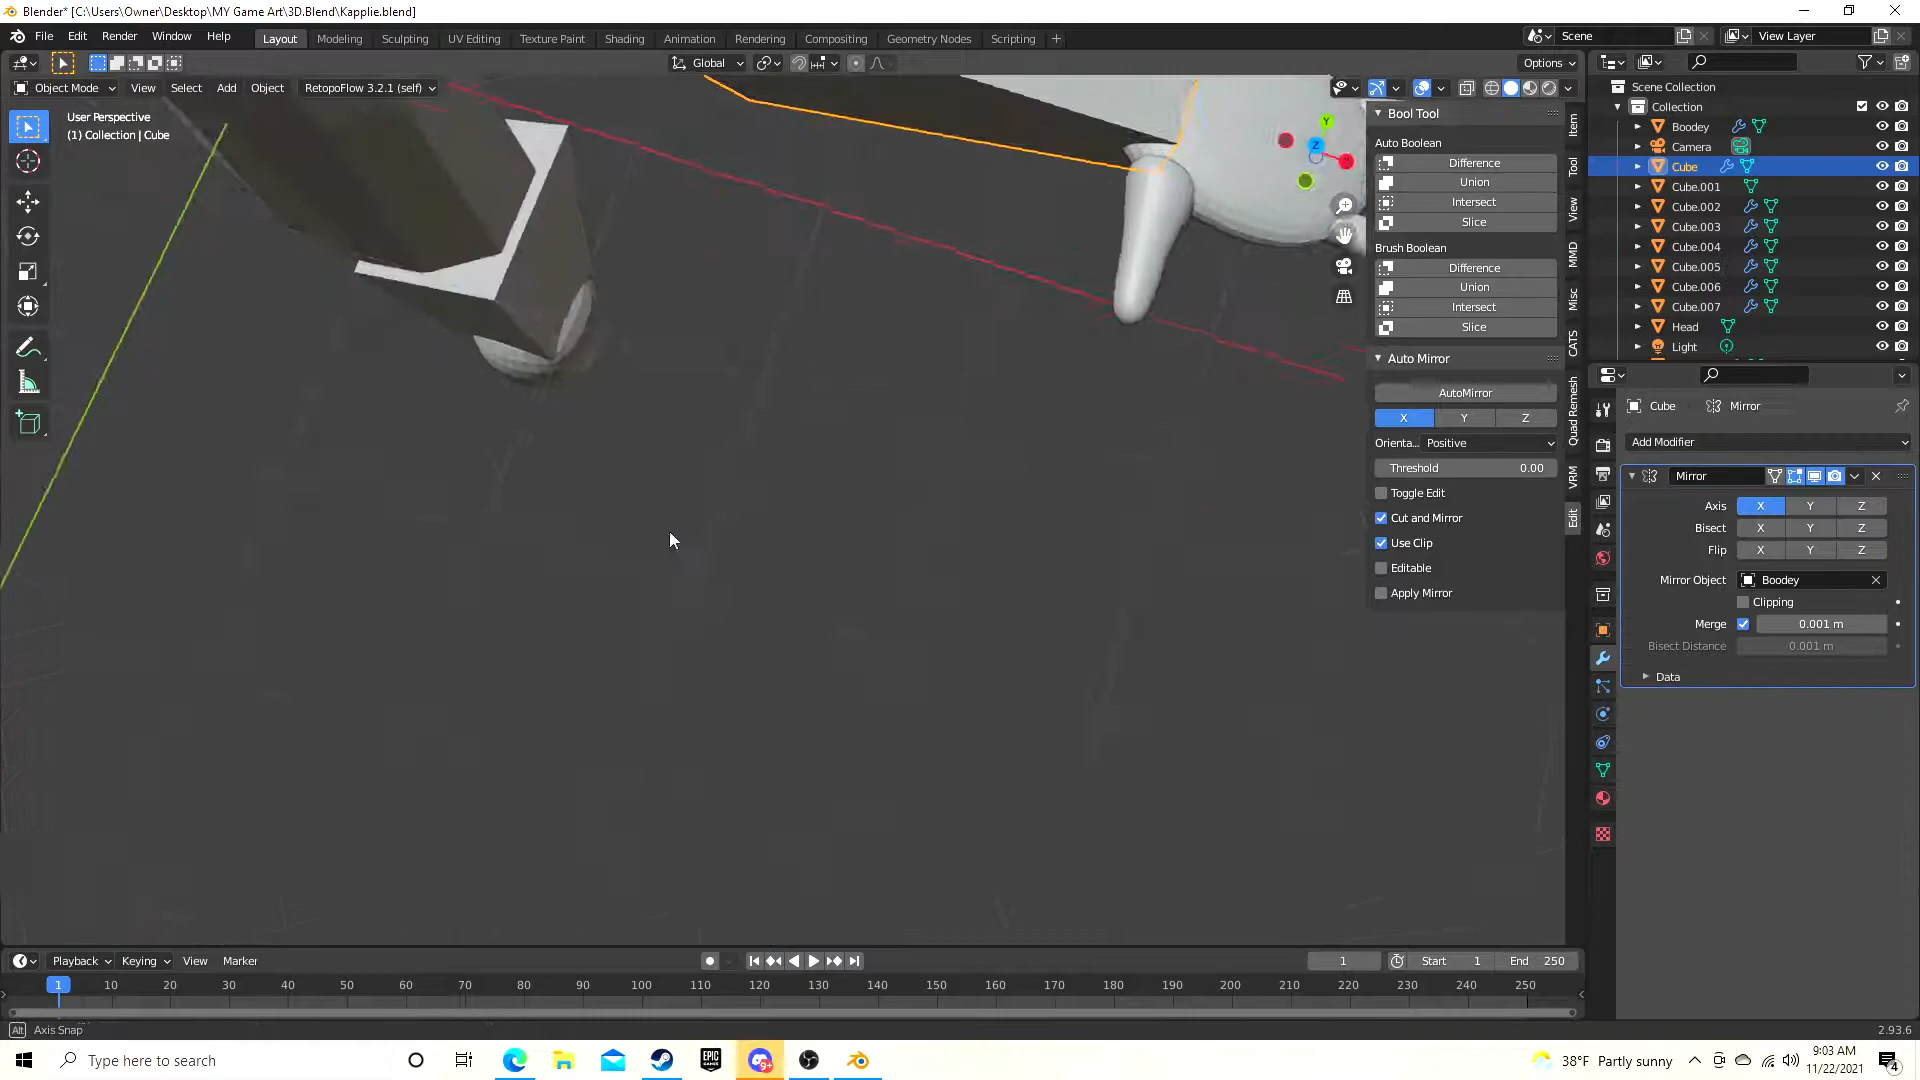 Blender* [C:\Users\Owner\Desktop\MY Game Art\3D.Blend\Kapplie.blend]
File Edit Render Window Help Layout Modeling Sculpting UV Editing Texture Paint Shading Animation Rendering Compositing Geometry Nodes Scripting + Scene View Layer
Global Options
Object Mode View Select Add Object RetopoFlow 3.2.1 (self)
User Perspective
(1) Collection | Cube
Y
Z
Bool Tool
Auto Boolean
Difference
Union
Intersect
Slice
Brush Boolean
Difference
Union
Intersect
Slice
Auto Mirror
AutoMirror
X Y Z
Orienta... Positive
Threshold 0.00
Toggle Edit
Cut and Mirror
Use Clip
Editable
Apply Mirror
Item
Tool
View
MMD
Misc
CATS
Quad Remesh
VRM
Edit
Scene Collection
Collection
Boodey
Camera
Cube
Cube.001
Cube.002
Cube.003
Cube.004
Cube.005
Cube.006
Cube.007
Head
Light
Cube Mirror
Add Modifier
Mirror
Axis X Y Z
Bisect X Y Z
Flip X Y Z
Mirror Object Boodey
Clipping
Merge 0.001 m
Bisect Distance 0.001 m
Data
Playback Keying View Marker 1 Start 1 End 250
1 10 20 30 40 50 60 70 80 90 100 110 120 130 140 150 160 170 180 190 200 210 220 230 240 250
Alt Axis Snap 2.93.6
Type here to search EPIC GAMES 9+ 38°F Partly sunny 9:03 AM
11/22/2021 4